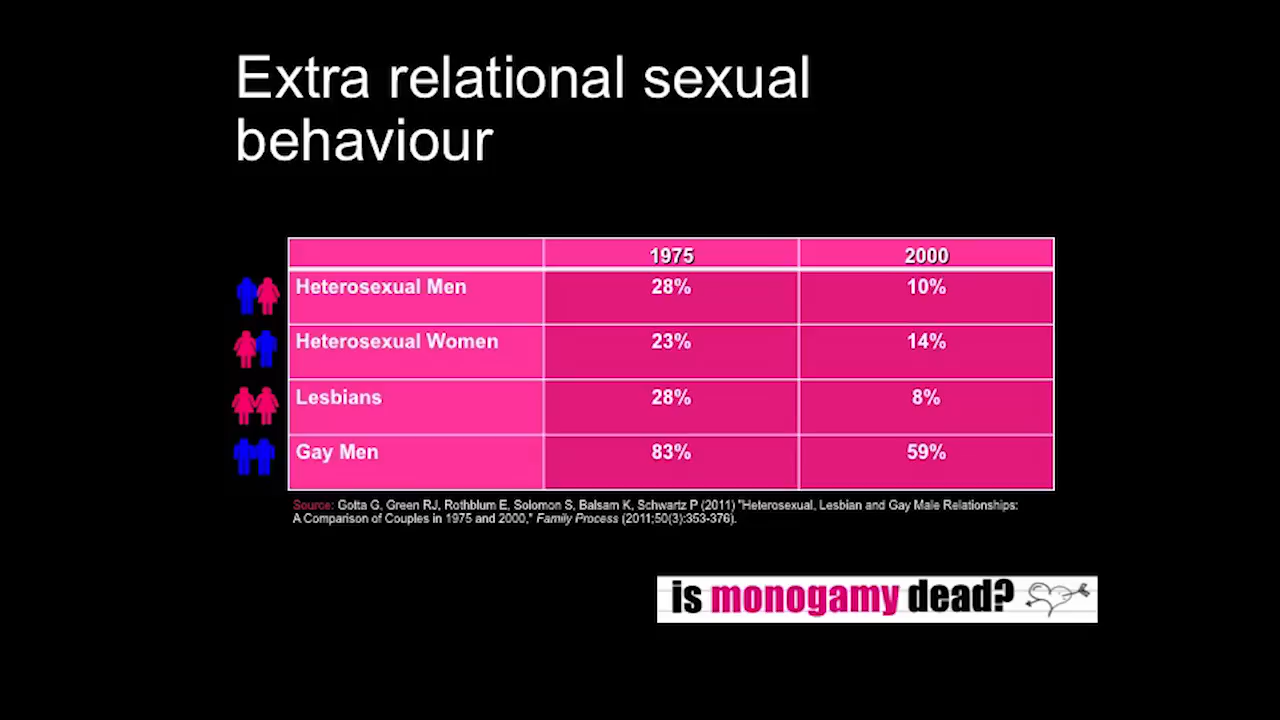 Extra relational sexual
behaviour
1975 2000
Heterosexual Men 28% 10%
Heterosexual Women 23% 14%
Lesbians 28% 8%
Gay Men 83% 59%
Source: Gotta G, Green RJ, Rothblum E, Solomon S, Balsam K, Schwartz P (2011) "Heterosexual, Lesbian and Gay Male Relationships:
A Comparison of Couples in 1975 and 2000," Family Process (2011;50(3):353-376).
is monogamy dead?